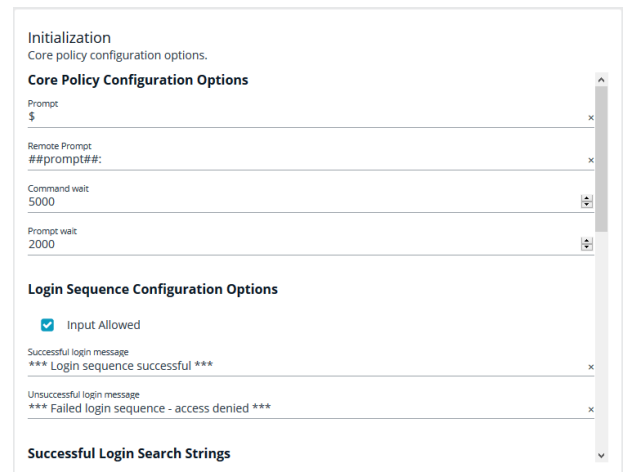 Initialization
Core policy configuration options.
Core Policy Configuration Options
Prompt
$
Remote Prompt
##prompt##:
Command wait
5000
Prompt wait
2000
Login Sequence Configuration Options
Input Allowed
Successful login message
*** Login sequence successful ***
Unsuccessful login message
*** Failed login sequence - access denied ***
Successful Login Search Strings